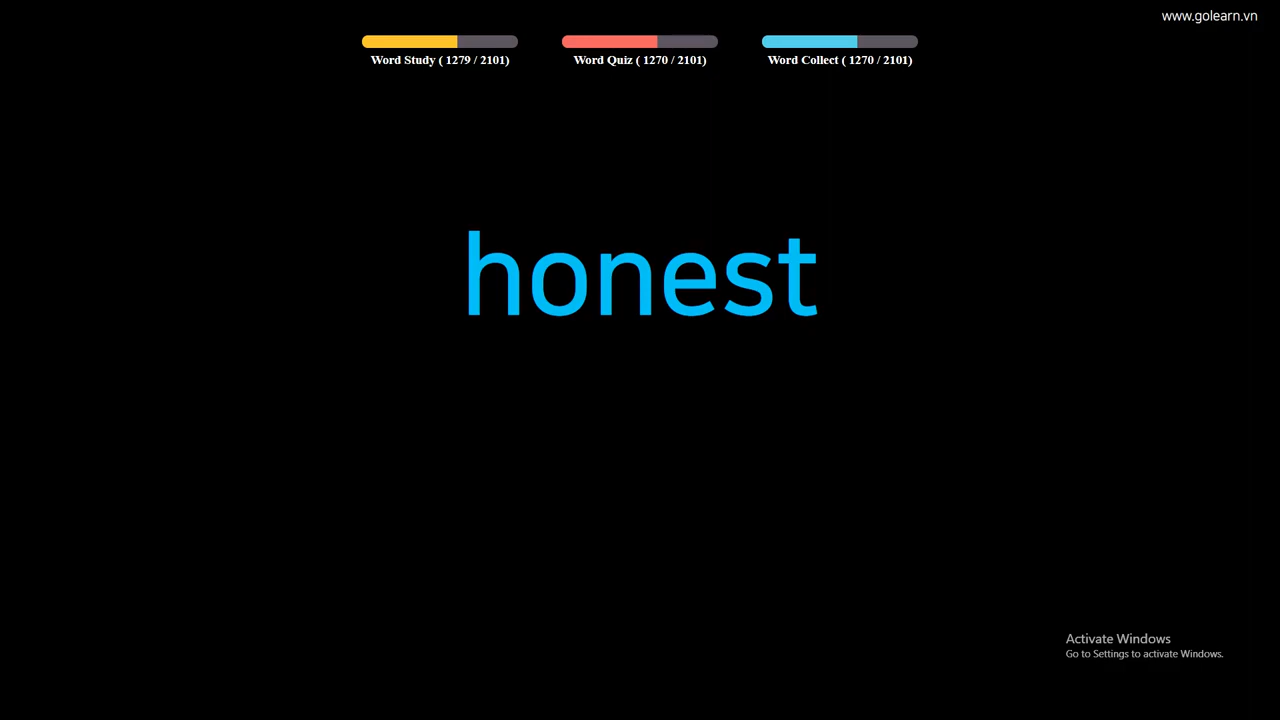 www.golearn.vn
Word Study ( 1279 / 2101)
Word Quiz ( 1270 / 2101)
Word Collect ( 1270 / 2101)
honest
Activate Windows
Go to Settings to activate Windows.